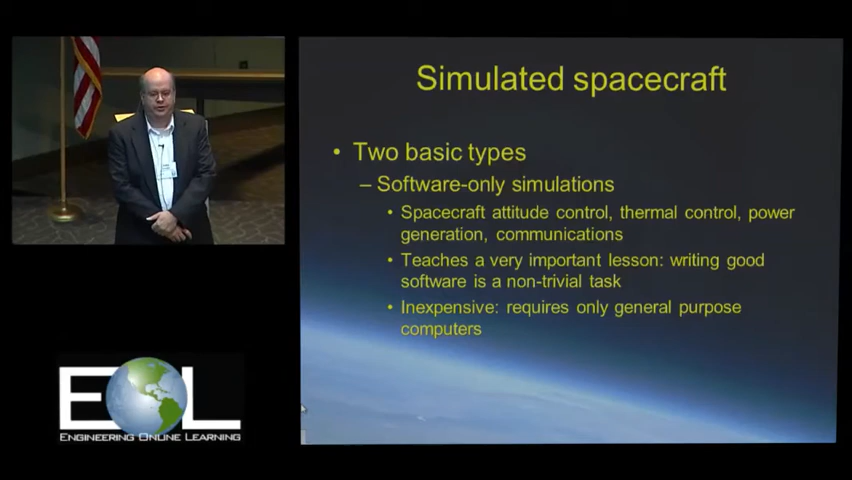 Simulated spacecraft
• Two basic types
– Software-only simulations
• Spacecraft attitude control, thermal control, power
generation, communications
• Teaches a very important lesson: writing good
software is a non-trivial task
• Inexpensive: requires only general purpose
computers
EOL
Engineering Online Learning